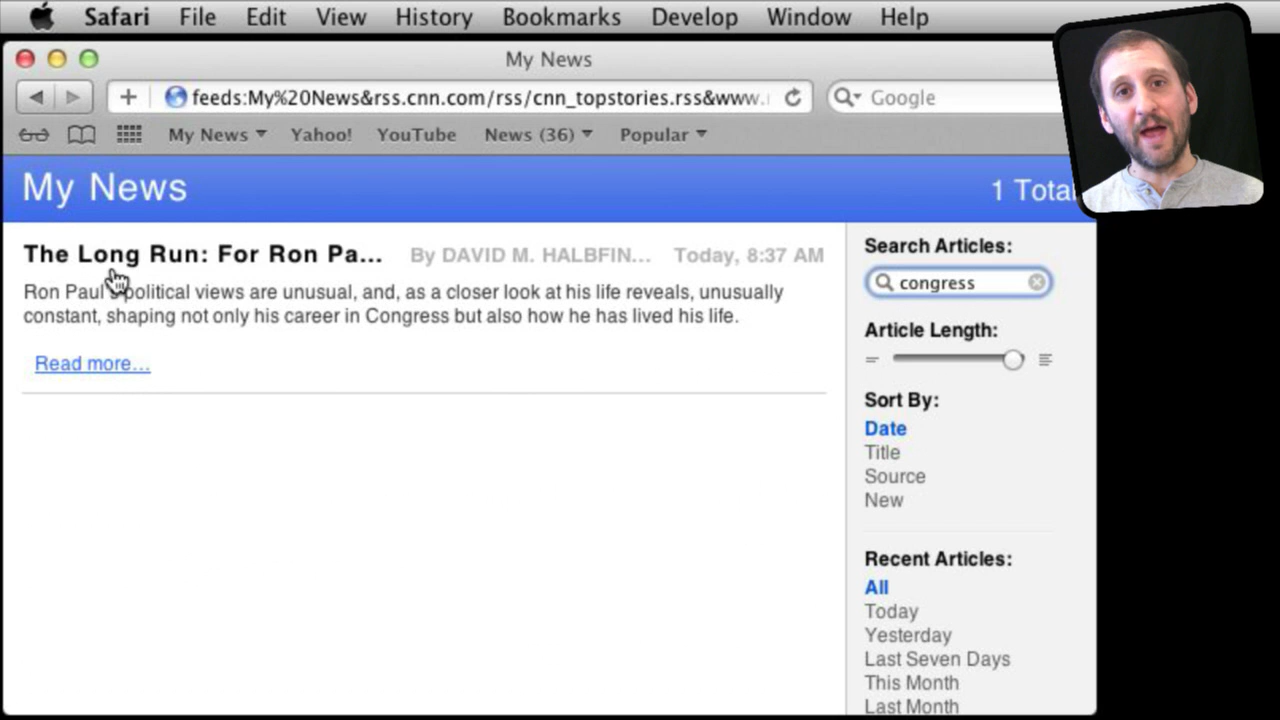 Safari File Edit View History Bookmarks Develop Window Help
My News
feeds:My%20News&rss.cnn.com/rss/cnn_topstories.rss&www.
Google
My News Yahoo! YouTube News (36) Popular
My News
1 Total
The Long Run: For Ron Pa... By DAVID M. HALBFIN... Today, 8:37 AM
Ron Paul's political views are unusual, and, as a closer look at his life reveals, unusually
constant, shaping not only his career in Congress but also how he has lived his life.
Read more...
Search Articles:
congress
Article Length:
Sort By:
Date
Title
Source
New
Recent Articles:
All
Today
Yesterday
Last Seven Days
This Month
Last Month